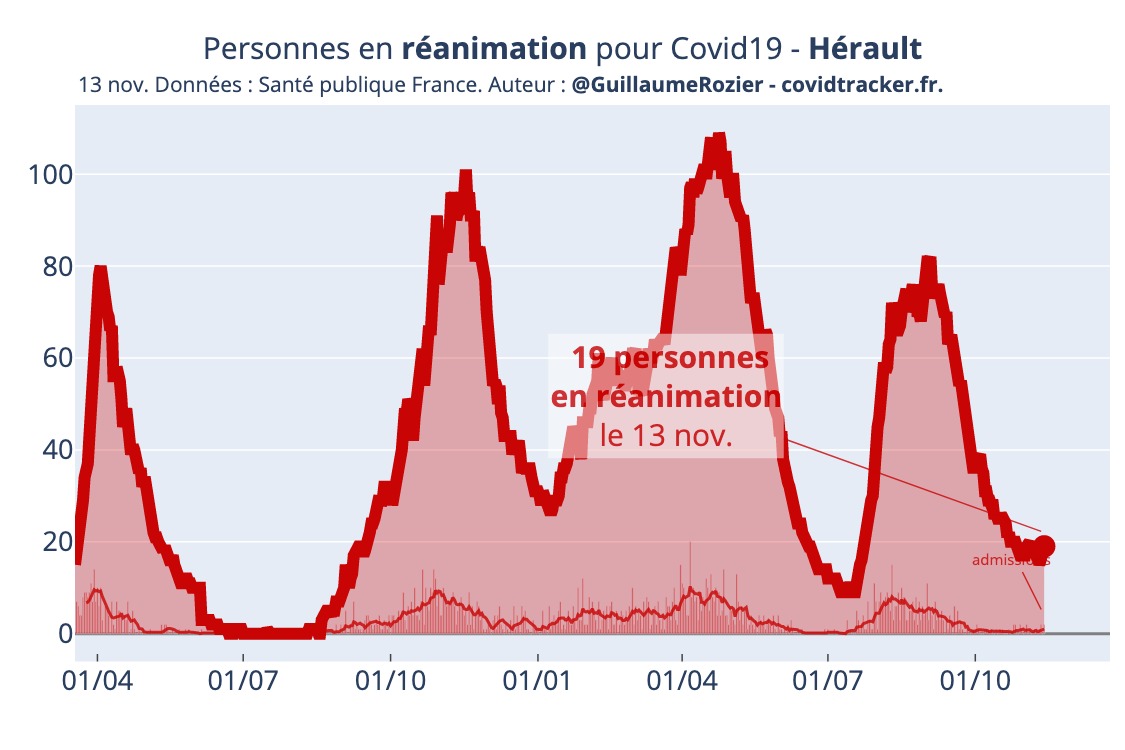 Personnes en réanimation pour Covid19 - Hérault
13 nov. Données : Santé publique France. Auteur : @GuillaumeRozier - covidtracker.fr.
100
80
60
40
20
0
19 personnes
en réanimation
le 13 nov.
admissions
01/04 01/07 01/10 01/01 01/04 01/07 01/10